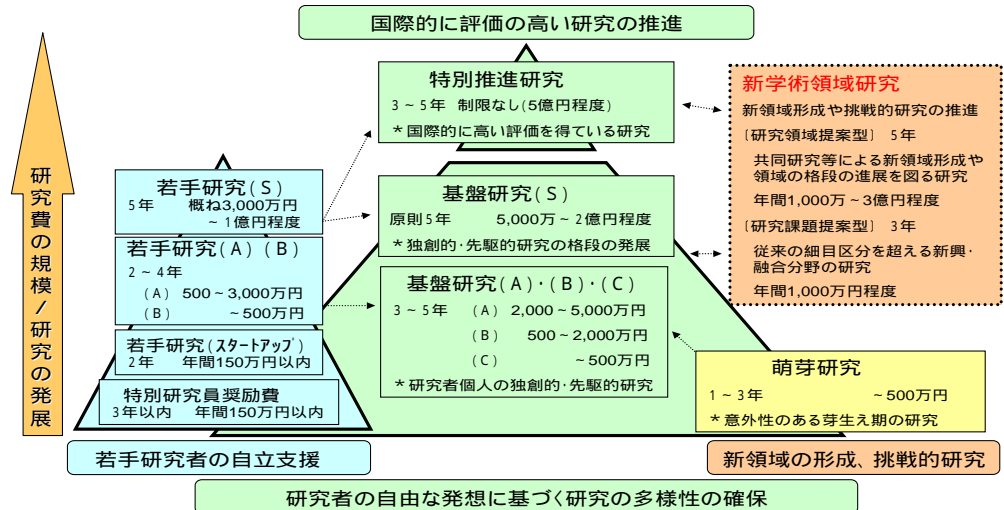 国際的に評価の高い研究の推進
研究費の規模/研究の発展
特別推進研究
3~5年 制限なし(5億円程度)
*国際的に高い評価を得ている研究
新学術領域研究
新領域形成や挑戦的研究の推進
〔研究領域提案型〕 5年
共同研究等による新領域形成や
領域の格段の進展を図る研究
年間1,000万~3億円程度
〔研究課題提案型〕 3年
従来の細目区分を超える新興・
融合分野の研究
年間1,000万円程度
若手研究(S)
5年 概ね3,000万円
~1億円程度
基盤研究(S)
原則5年 5,000万~2億円程度
*独創的・先駆的研究の格段の発展
若手研究(A)(B)
2~4年
(A) 500~3,000万円
(B) ~500万円
基盤研究(A)・(B)・(C)
3~5年 (A) 2,000~5,000万円
(B) 500~2,000万円
(C) ~500万円
*研究者個人の独創的・先駆的研究
若手研究(スタートアップ)
2年 年間150万円以内
特別研究員奨励費
3年以内 年間150万円以内
萌芽研究
1~3年 ~500万円
*意外性のある芽生え期の研究
若手研究者の自立支援
新領域の形成、挑戦的研究
研究者の自由な発想に基づく研究の多様性の確保